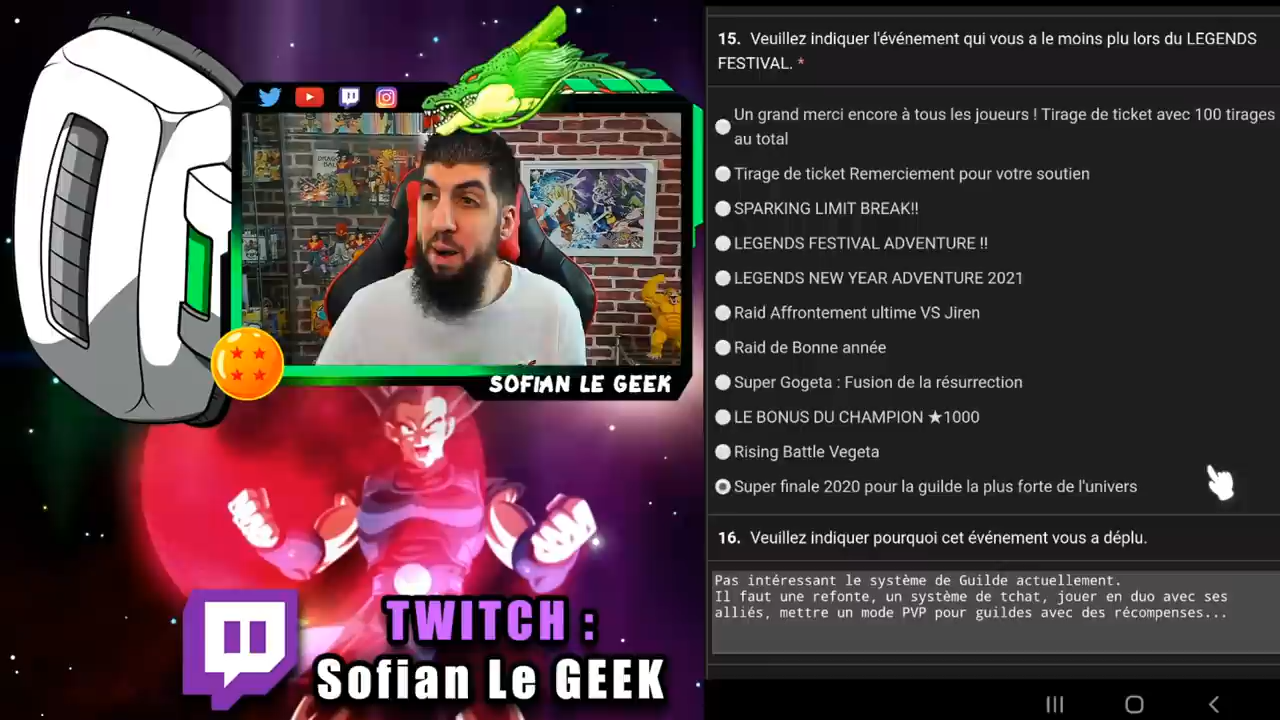 SOFIAN LE GEEK
TWITCH :
Sofian Le GEEK
15. Veuillez indiquer l'événement qui vous a le moins plu lors du LEGENDS
FESTIVAL. *
Un grand merci encore à tous les joueurs ! Tirage de ticket avec 100 tirages
au total
Tirage de ticket Remerciement pour votre soutien
SPARKING LIMIT BREAK!!
LEGENDS FESTIVAL ADVENTURE !!
LEGENDS NEW YEAR ADVENTURE 2021
Raid Affrontement ultime VS Jiren
Raid de Bonne année
Super Gogeta : Fusion de la résurrection
LE BONUS DU CHAMPION ★1000
Rising Battle Vegeta
Super finale 2020 pour la guilde la plus forte de l'univers
16. Veuillez indiquer pourquoi cet événement vous a déplu.
Pas intéressant le système de Guilde actuellement.
Il faut une refonte, un système de tchat, jouer en duo avec ses
alliés, mettre un mode PVP pour guildes avec des récompenses...